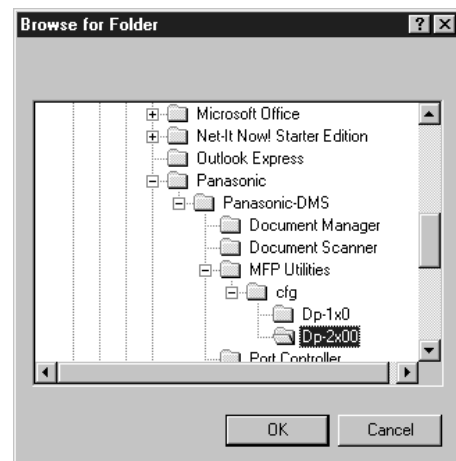 Browse for Folder
Microsoft Office
Net-It Now! Starter Edition
Outlook Express
Panasonic
Panasonic-DMS
Document Manager
Document Scanner
MFP Utilities
cfg
Dp-1x0
Dp-2x00
Port Controller
OK Cancel